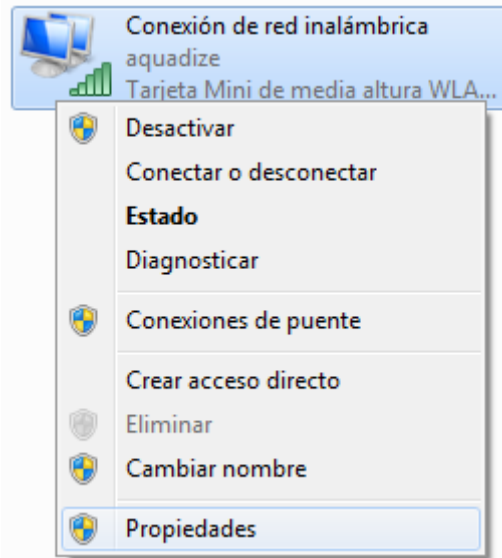 Conexión de red inalámbrica
aquadize
Tarjeta Mini de media altura WLA...
Desactivar
Conectar o desconectar
Estado
Diagnosticar
Conexiones de puente
Crear acceso directo
Eliminar
Cambiar nombre
Propiedades